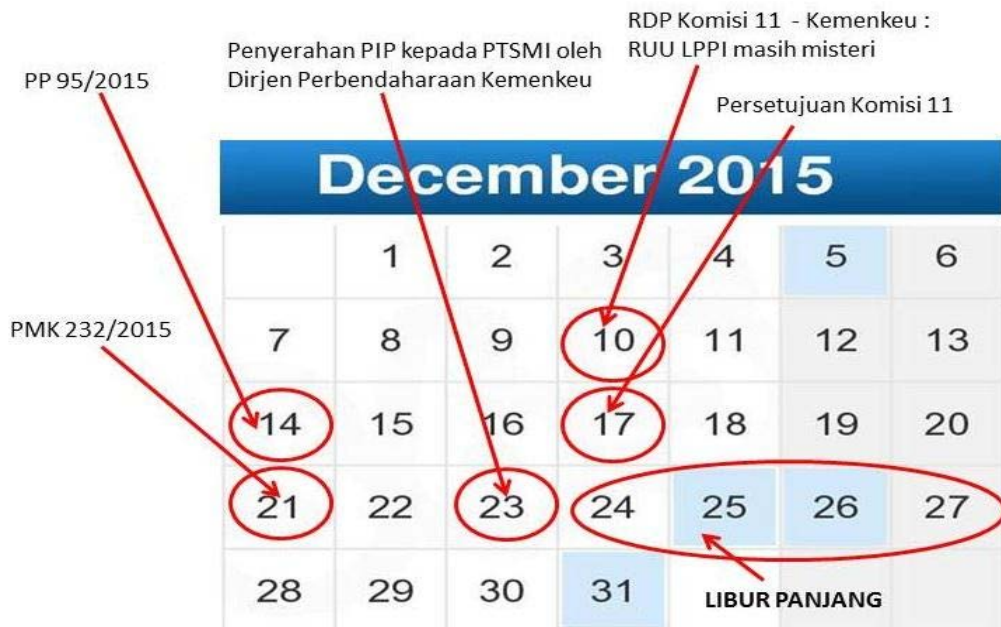 RDP Komisi 11 - Kemenkeu :
RUU LPPI masih misteri
Penyerahan PIP kepada PTSMI oleh
Dirjen Perbendaharaan Kemenkeu
PP 95/2015
Persetujuan Komisi 11
December 2015
1 2 3 4 5 6
PMK 232/2015
7 8 9 10 11 12 13
14 15 16 17 18 19 20
21 22 23 24 25 26 27
28 29 30 31
LIBUR PANJANG